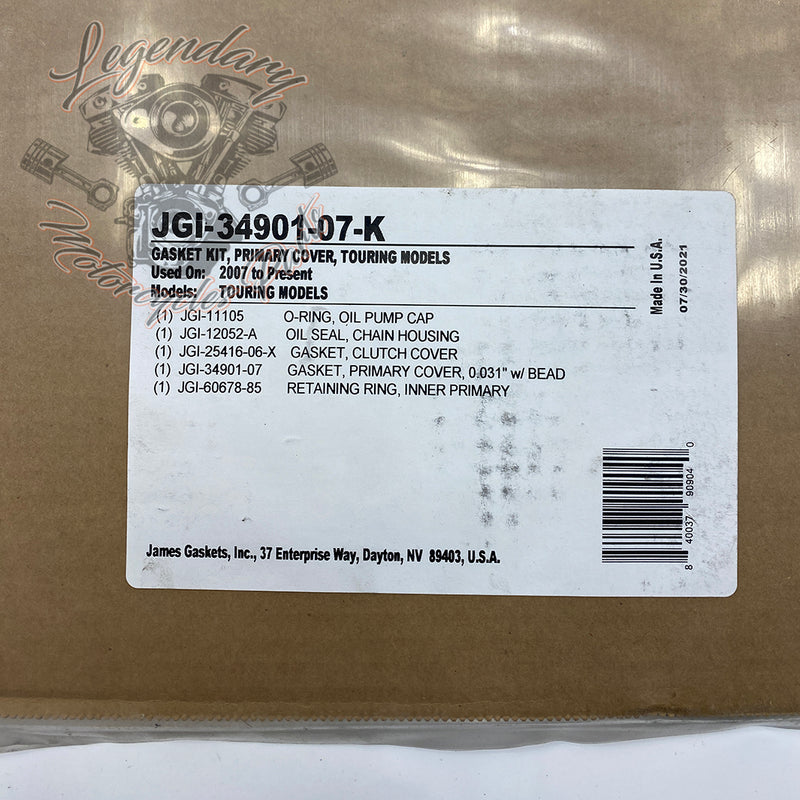 Legendary
Motorcycle Parts
JGI-34901-07-K
GASKET KIT, PRIMARY COVER, TOURING MODELS
Used On: 2007 to Present
Models: TOURING MODELS
(1) JGI-11105 O-RING, OIL PUMP CAP
(1) JGI-12052-A OIL SEAL, CHAIN HOUSING
(1) JGI-25416-06-X GASKET, CLUTCH COVER
(1) JGI-34901-07 GASKET, PRIMARY COVER, 0.031" w/ BEAD
(1) JGI-60678-85 RETAINING RING, INNER PRIMARY
Made In U.S.A.
07/30/2021
8 40037 90904 0
James Gaskets, Inc., 37 Enterprise Way, Dayton, NV 89403, U.S.A.